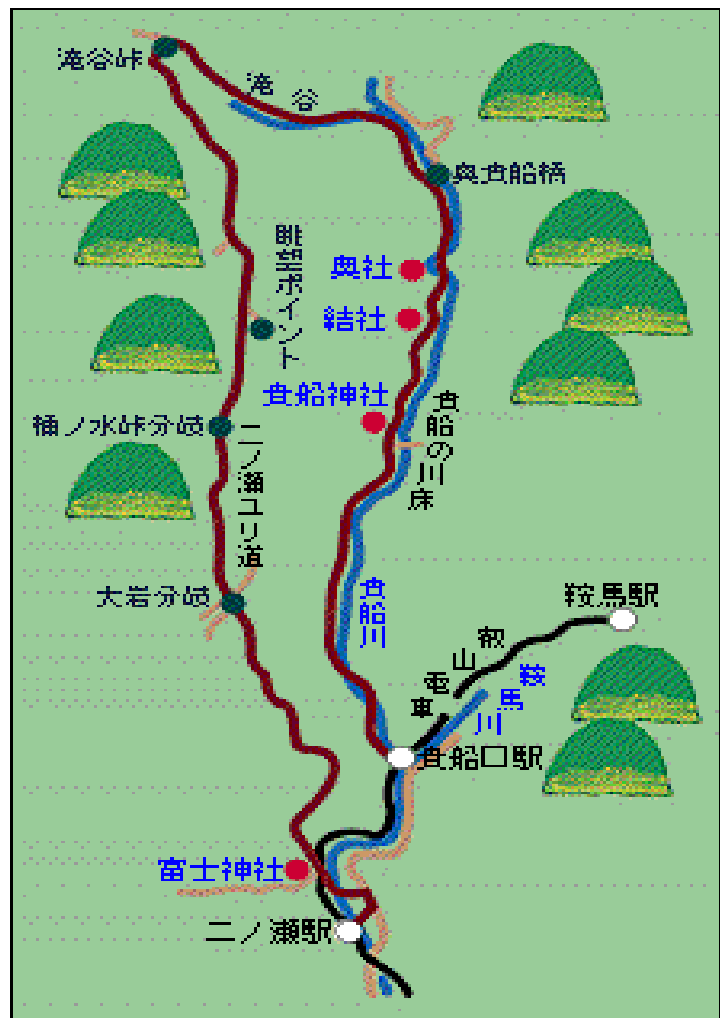 滝谷峠
滝谷
奥貴船橋
眺望ポイント
奥社
結社
貴船神社
樋ノ水峠分岐
貴船の川床
二ノ瀬ユリ道
大岩分岐
貴船川
鞍馬駅
叡山電車
鞍馬川
貴船口駅
富士神社
二ノ瀬駅